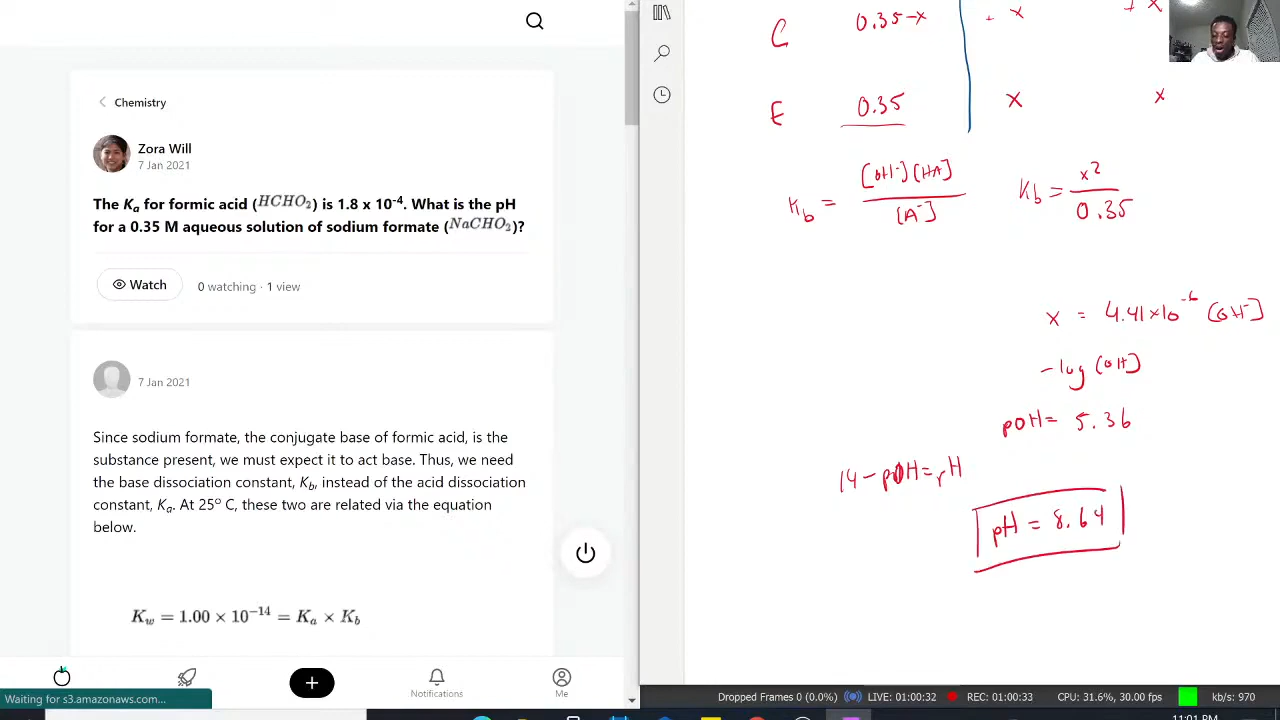 Chemistry
Zora Will
7 Jan 2021
The Ka for formic acid (HCHO2) is 1.8 x 10-4. What is the pH
for a 0.35 M aqueous solution of sodium formate (NaCHO2)?
Watch
0 watching · 1 view
7 Jan 2021
Since sodium formate, the conjugate base of formic acid, is the
substance present, we must expect it to act base. Thus, we need
the base dissociation constant, Kb, instead of the acid dissociation
constant, Ka. At 25° C, these two are related via the equation
below.
Kw = 1.00 × 10−14 = Ka × Kb
Notifications
Me
Waiting for s3.amazonaws.com...
C 0.35-x x +x
E 0.35 x x
Kb = [OH-][HA] / [A-] Kb = x2 / 0.35
x = 4.41×10-6 [OH-]
-log[OH]
pOH= 5.36
14-pOH=pH
pH = 8.64
Dropped Frames 0 (0.0%) LIVE: 01:00:32 REC: 01:00:33 CPU: 31.6%, 30.00 fps kb/s: 970